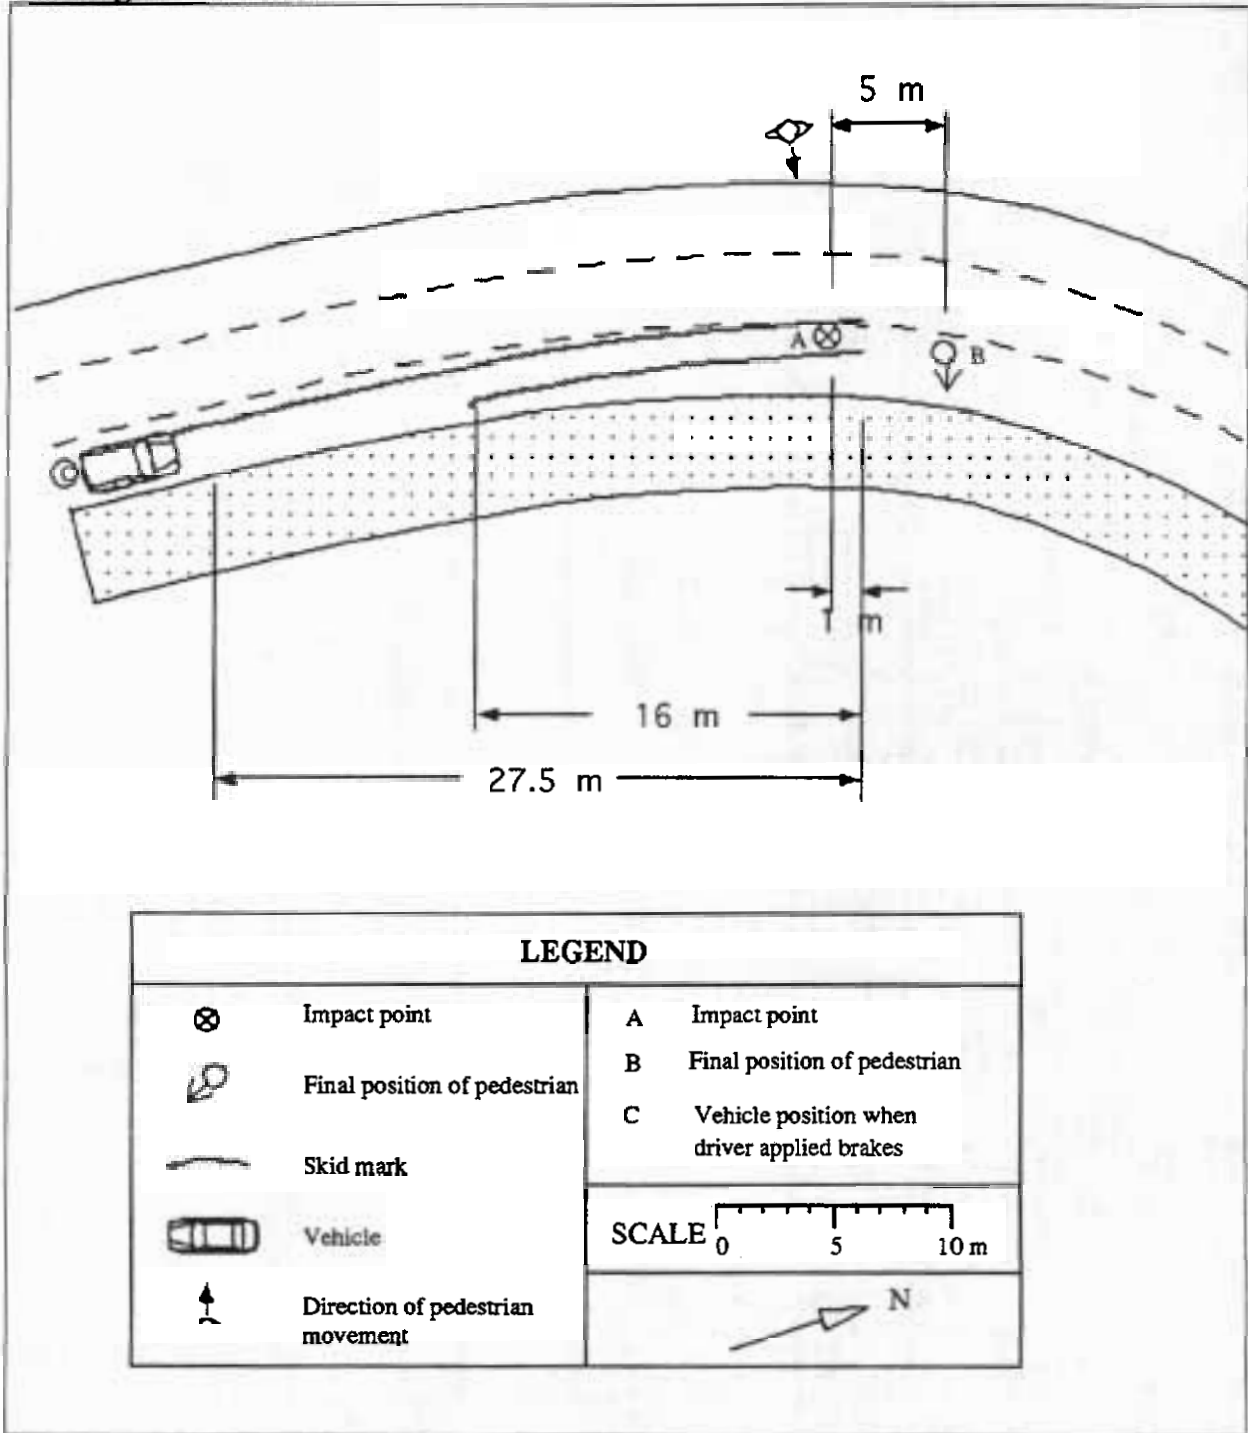 5 m
A
B
1 m
16 m
27.5 m
LEGEND
Impact point
Final position of pedestrian
Skid mark
Vehicle
Direction of pedestrian
movement
A Impact point
B Final position of pedestrian
C Vehicle position when
driver applied brakes
SCALE
0 5 10 m
N